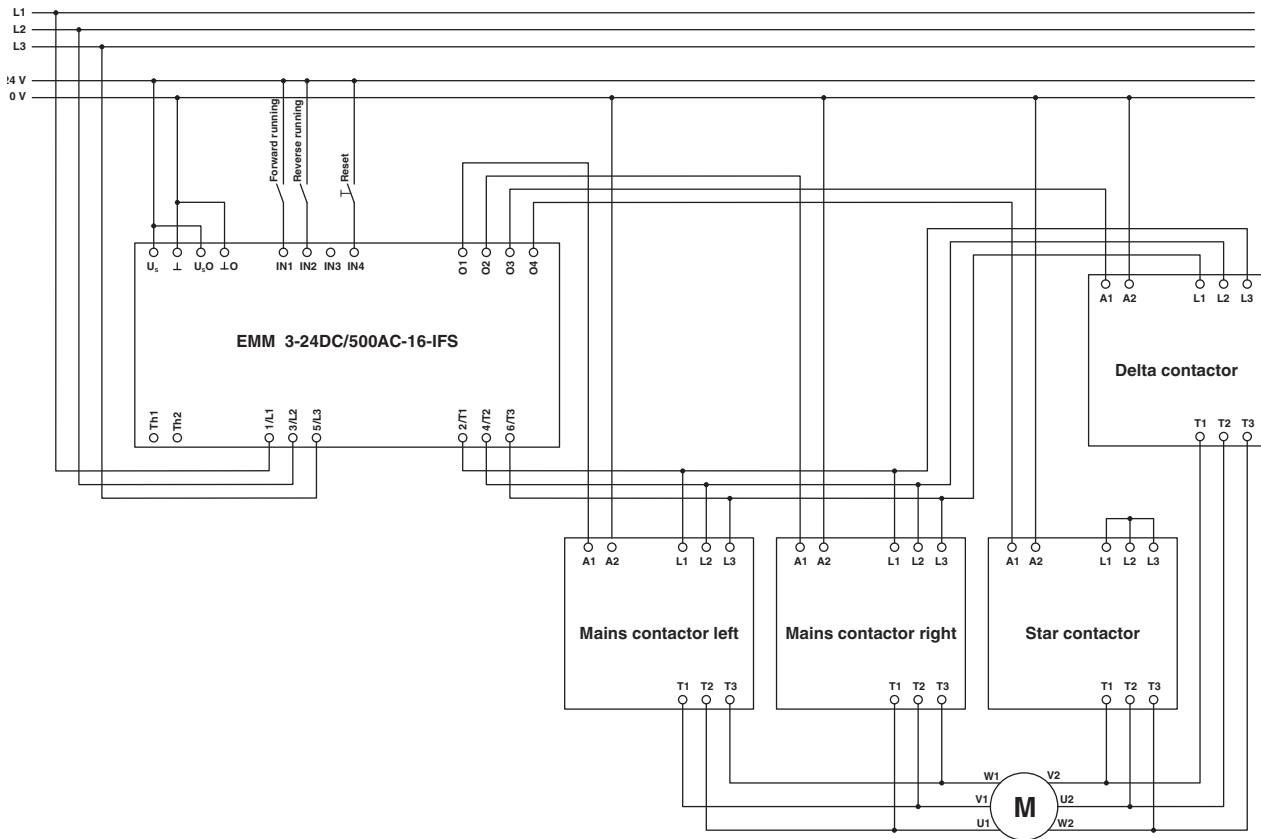 L1
L2
L3
24 V
0 V
Forward running
Reverse running
Reset
Us
⊥
UsO
⊥O
IN1
IN2
IN3
IN4
O1
O2
O3
O4
EMM 3-24DC/500AC-16-IFS
Th1
Th2
1/L1
3/L2
5/L3
2/T1
4/T2
6/T3
A1
A2
L1
L2
L3
Delta contactor
T1
T2
T3
A1
A2
L1
L2
L3
Mains contactor left
T1
T2
T3
A1
A2
L1
L2
L3
Mains contactor right
T1
T2
T3
A1
A2
L1
L2
L3
Star contactor
T1
T2
T3
W1
V1
U1
M
V2
U2
W2